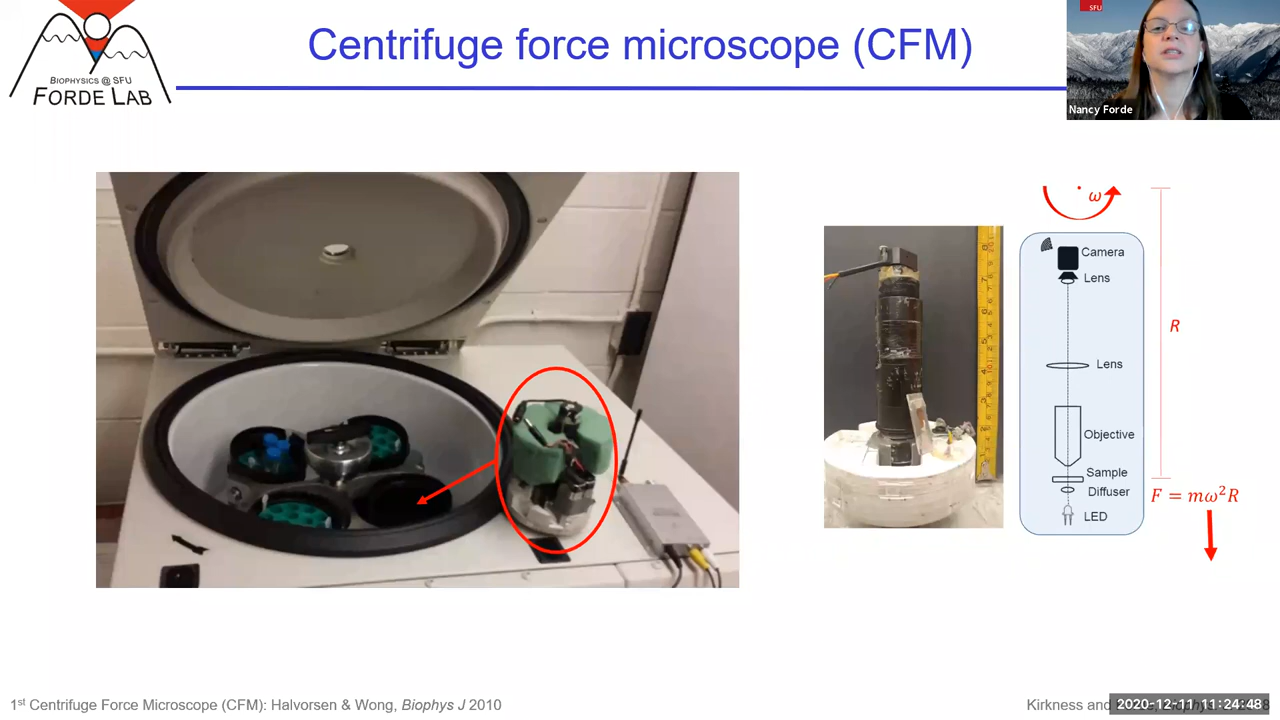 Centrifuge force microscope (CFM)
BIOPHYSICS @ SFU
FORDE LAB
SFU
Nancy Forde
ω
Camera
Lens
R
Lens
Objective
Sample
Diffuser
F = mω²R
LED
1st Centrifuge Force Microscope (CFM): Halvorsen & Wong, Biophys J 2010
Kirkness and
2020-12-11 11:24:48